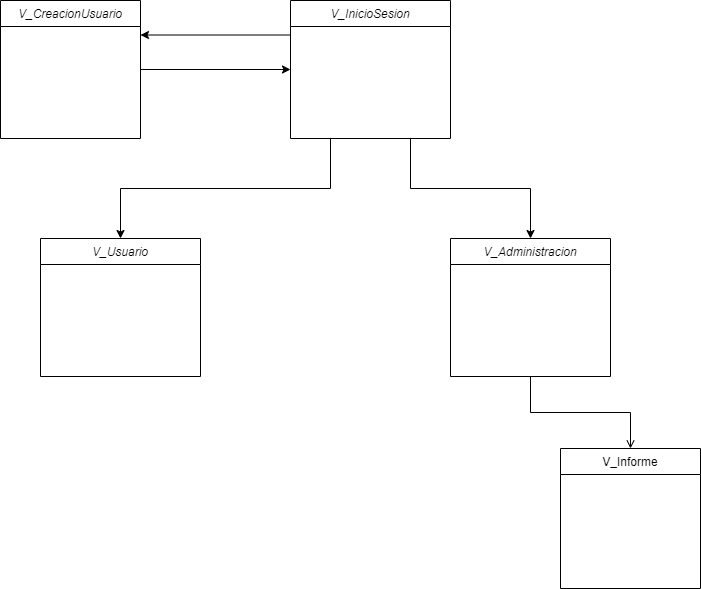 V_CreacionUsuario
V_InicioSesion
V_Usuario
V_Administracion
V_Informe